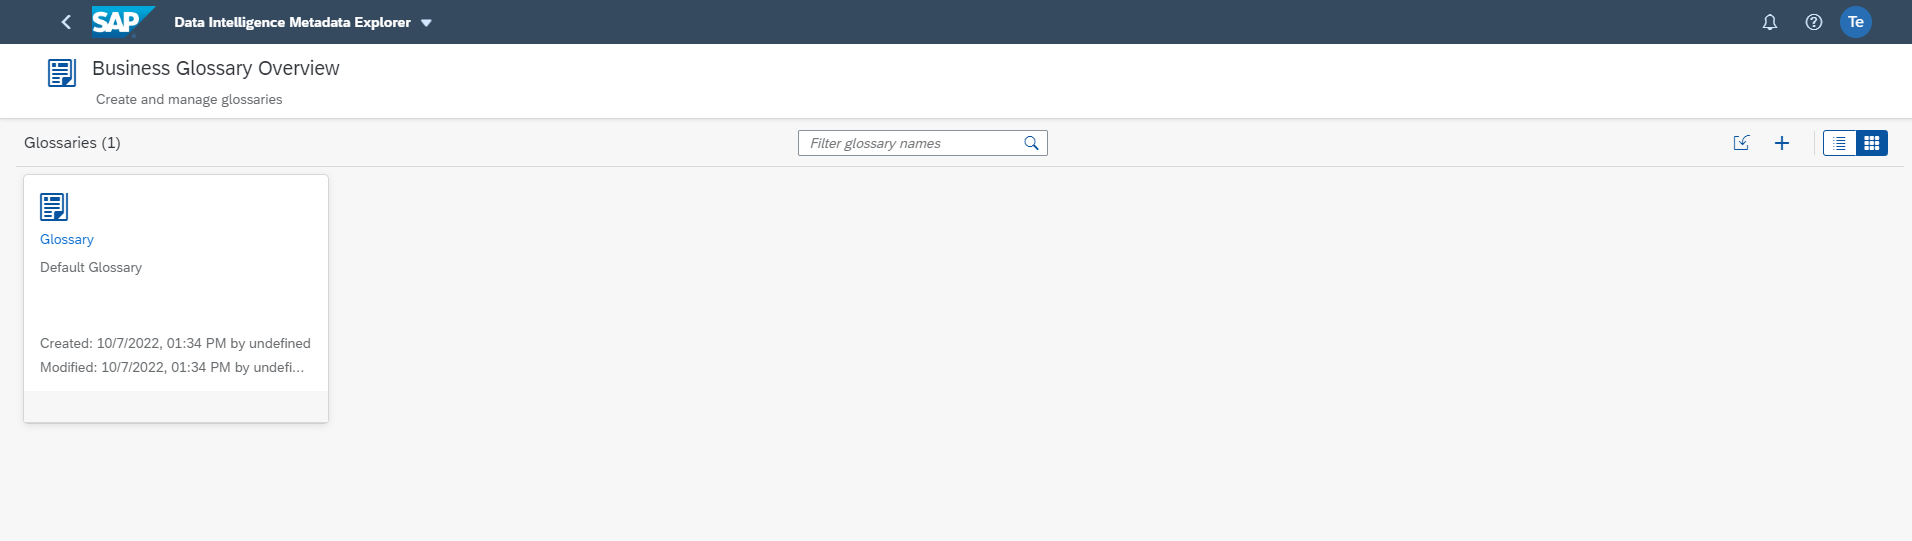 SAP Data Intelligence Metadata Explorer
Te
Business Glossary Overview
Create and manage glossaries
Glossaries (1)
Filter glossary names
Glossary
Default Glossary
Created: 10/7/2022, 01:34 PM by undefined
Modified: 10/7/2022, 01:34 PM by undefi...